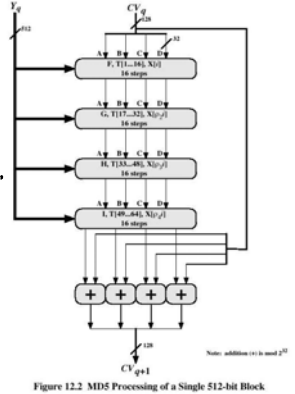 Yq CVq
128
512
32
A B C D
F, T[1...16], X[i]
16 steps
A B C D
G, T[17...32], X[ρ2i]
16 steps
A B C D
H, T[33...48], X[ρ3i]
16 steps
A B C D
I, T[49...64], X[ρ4i]
16 steps
+ + + +
128
CVq+1
Note: addition (+) is mod 2^32
Figure 12.2 MD5 Processing of a Single 512-bit Block